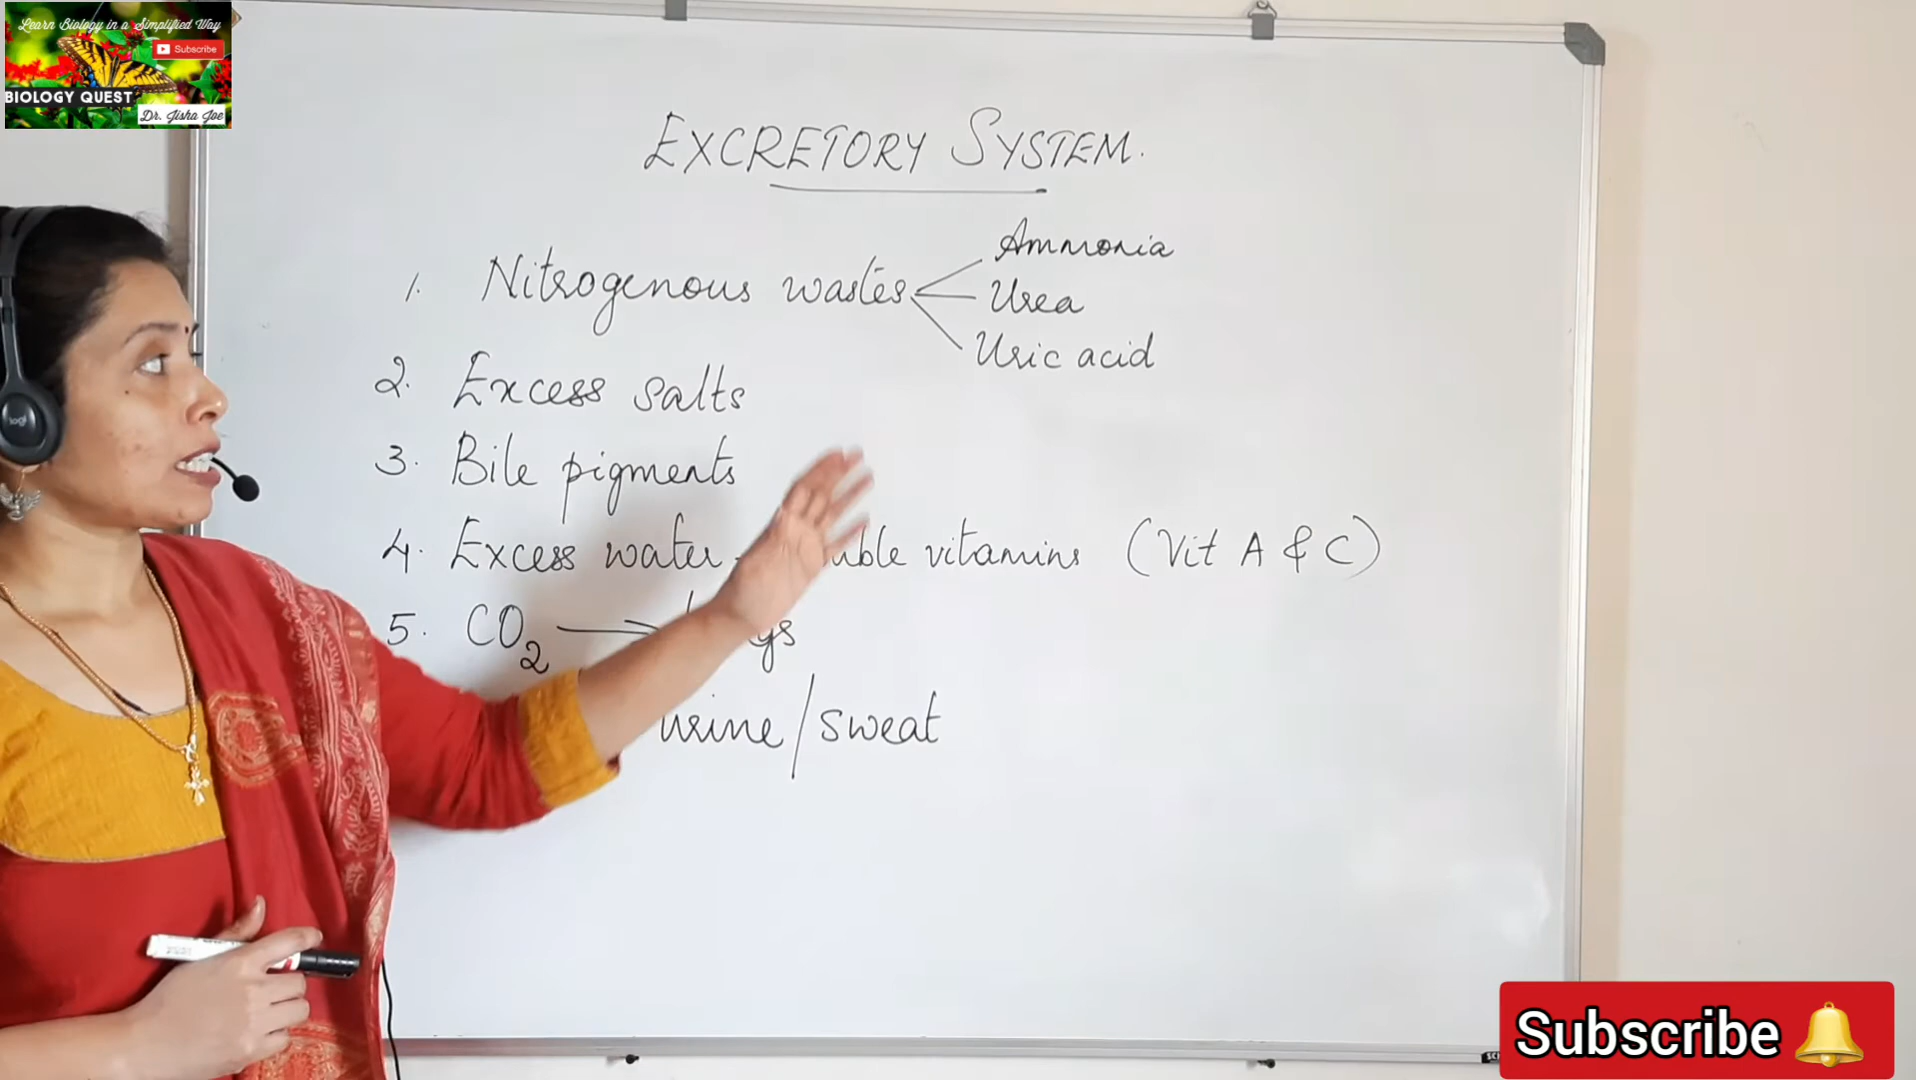 Learn Biology in a Simplified Way
Subscribe
BIOLOGY QUEST
Dr. Jisha Joe
EXCRETORY SYSTEM.
1. Nitrogenous wastes
Ammonia
Urea
Uric acid
2. Excess salts
3. Bile pigments
4. Excess water vitamins (Vit A & C)
5. CO2
urine/sweat
logi
Subscribe